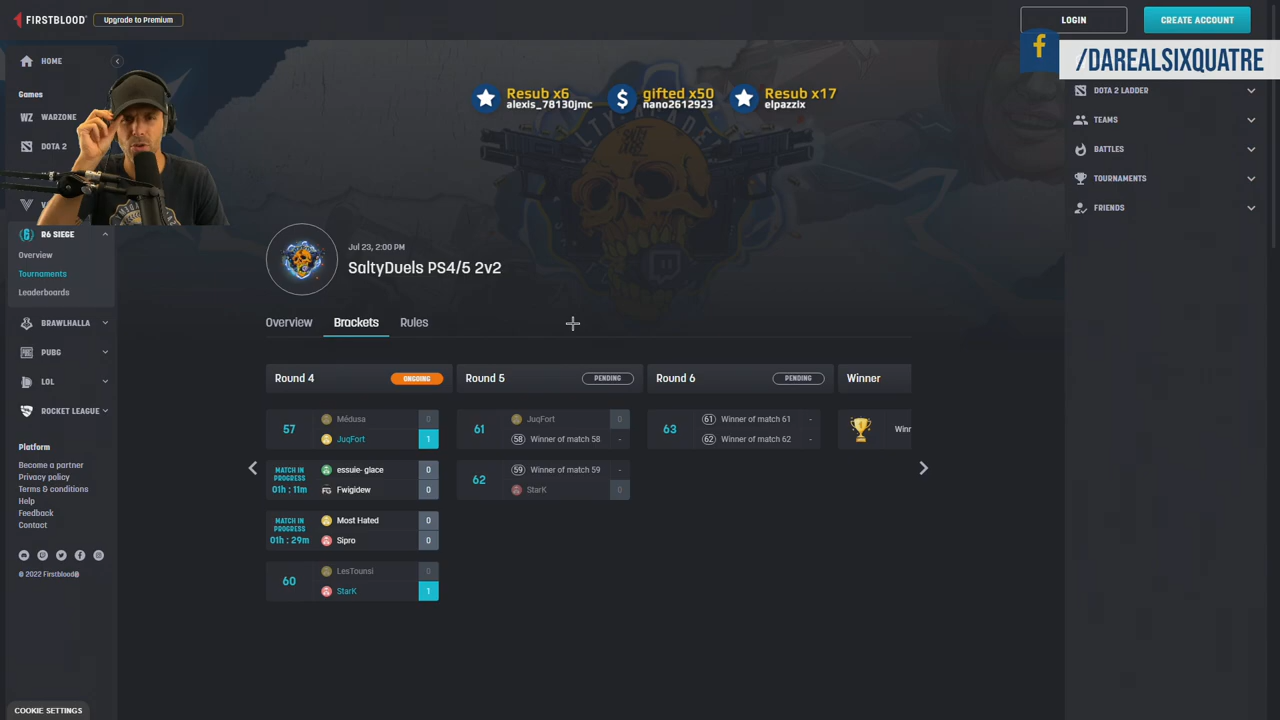 FIRSTBLOOD®
Upgrade to Premium
LOGIN
CREATE ACCOUNT
f
/DAREALSIXQUATRE
HOME
Games
WZ WARZONE
DOTA 2
R6 SIEGE
Overview
Tournaments
Leaderboards
BRAWLHALLA
PUBG
LOL
ROCKET LEAGUE
Platform
Become a partner
Privacy policy
Terms & conditions
Help
Feedback
Contact
© 2022 Firstblood®
COOKIE SETTINGS
Resub x6
alexis_78130jmc
$
gifted x50
nano2612923
Resub x17
elpazzix
Jul 23, 2:00 PM
SaltyDuels PS4/5 2v2
Overview
Brackets
Rules
Round 4
ONGOING
Round 5
PENDING
Round 6
PENDING
Winner
57
Médusa 0
JuqFort 1
MATCH IN PROGRESS
01h : 11m
essuie- glace 0
FG Fwigidew 0
MATCH IN PROGRESS
01h : 29m
Most Hated 0
Sipro 0
60
LesTounsi 0
StarK 1
61
JuqFort 0
58 Winner of match 58 -
62
59 Winner of match 59 -
StarK 0
63
61 Winner of match 61 -
62 Winner of match 62 -
Winr
DOTA 2 LADDER
TEAMS
BATTLES
TOURNAMENTS
FRIENDS